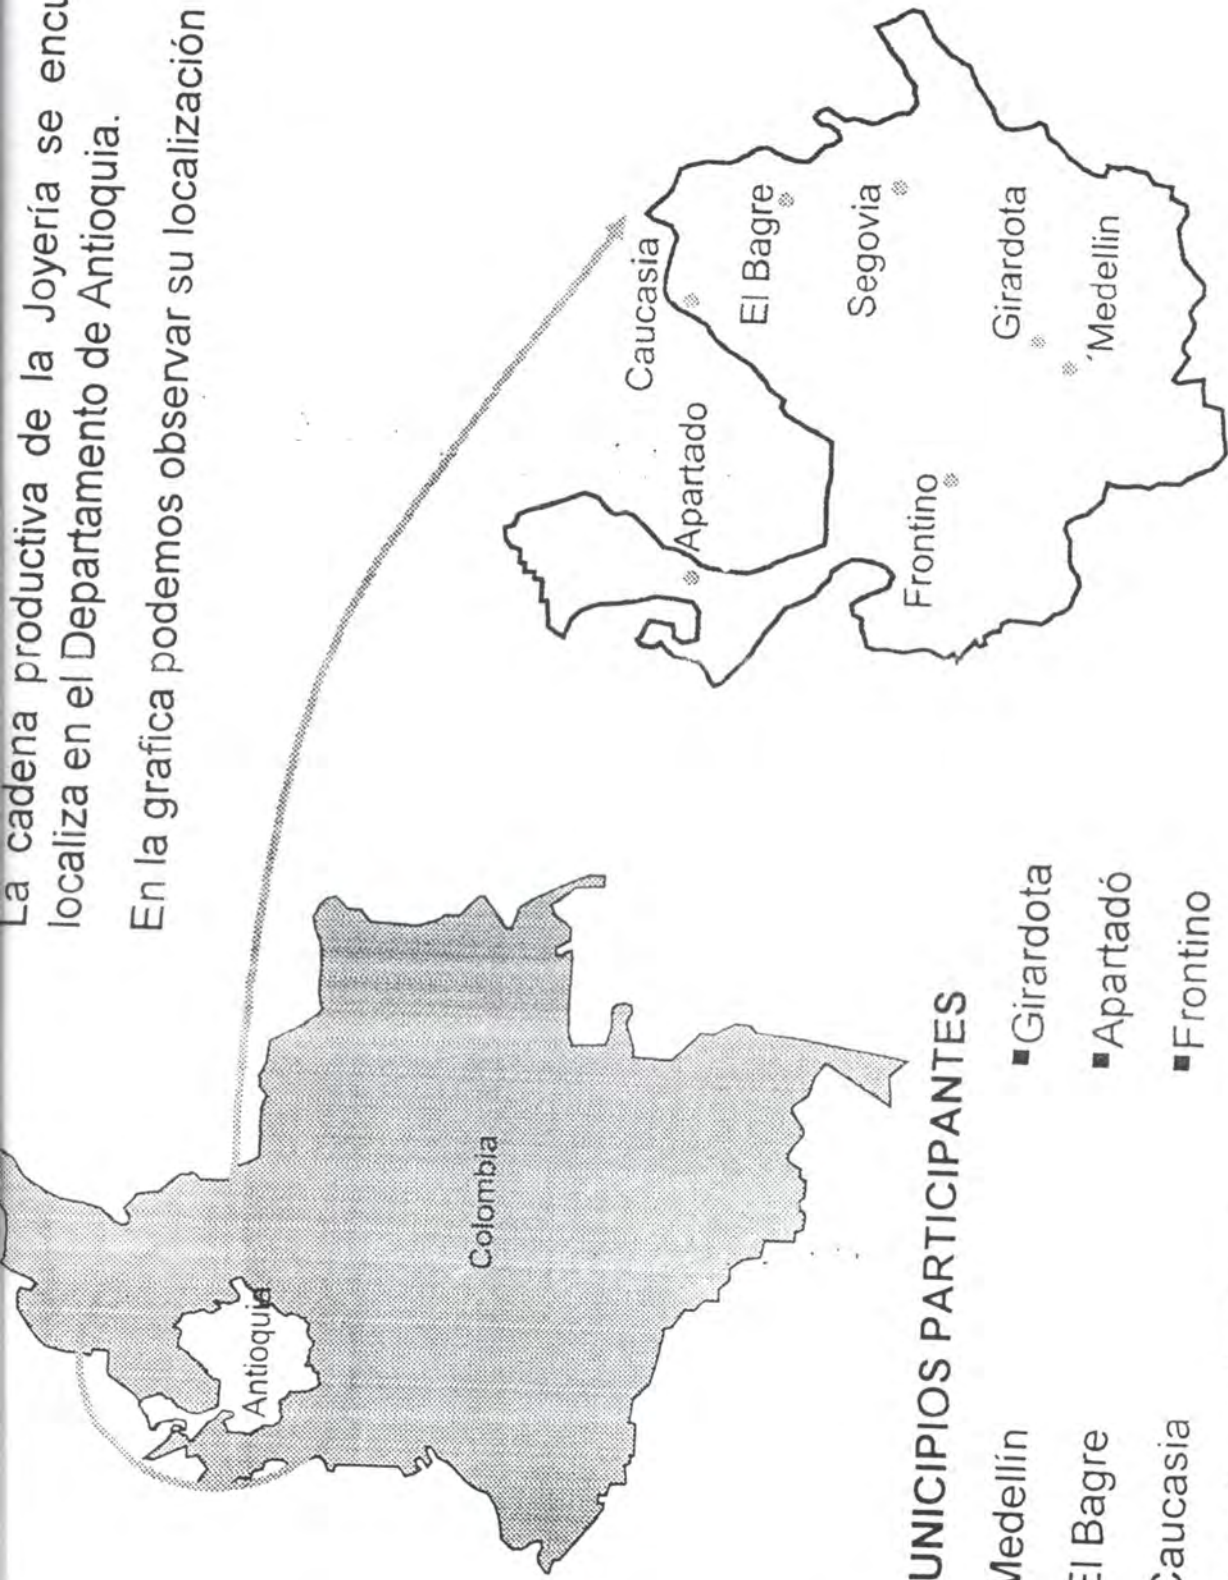 La cadena productiva de la Joyería se encu
localiza en el Departamento de Antioquia.
En la grafica podemos observar su localización
Caucasia
El Bagre
Apartado
Segovia
Frontino
Girardota
´Medellin
Colombia
Antioquia
UNICIPIOS PARTICIPANTES
Medellín
El Bagre
Caucasia
▪Girardota
▪Apartadó
▪Frontino